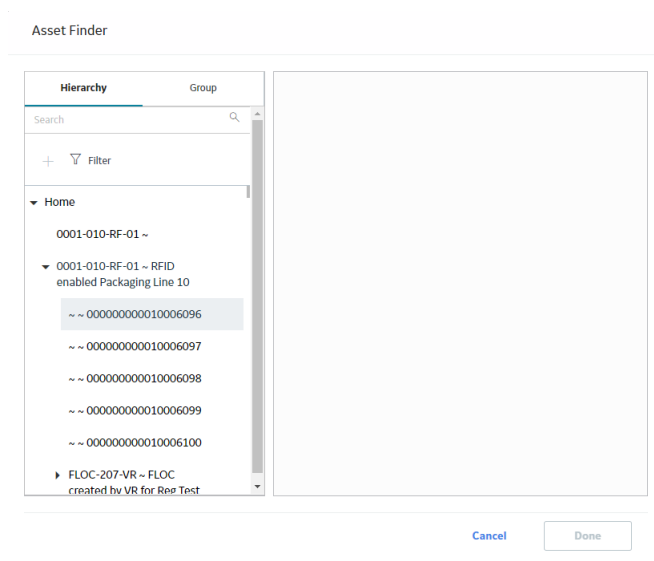 Asset Finder
Hierarchy
Group
Search
Filter
Home
0001-010-RF-01 ~
0001-010-RF-01 ~ RFID
enabled Packaging Line 10
~ ~ 000000000010006096
~ ~ 000000000010006097
~ ~ 000000000010006098
~ ~ 000000000010006099
~ ~ 000000000010006100
FLOC-207-VR ~ FLOC
created by VR for Reg Test
Cancel
Done